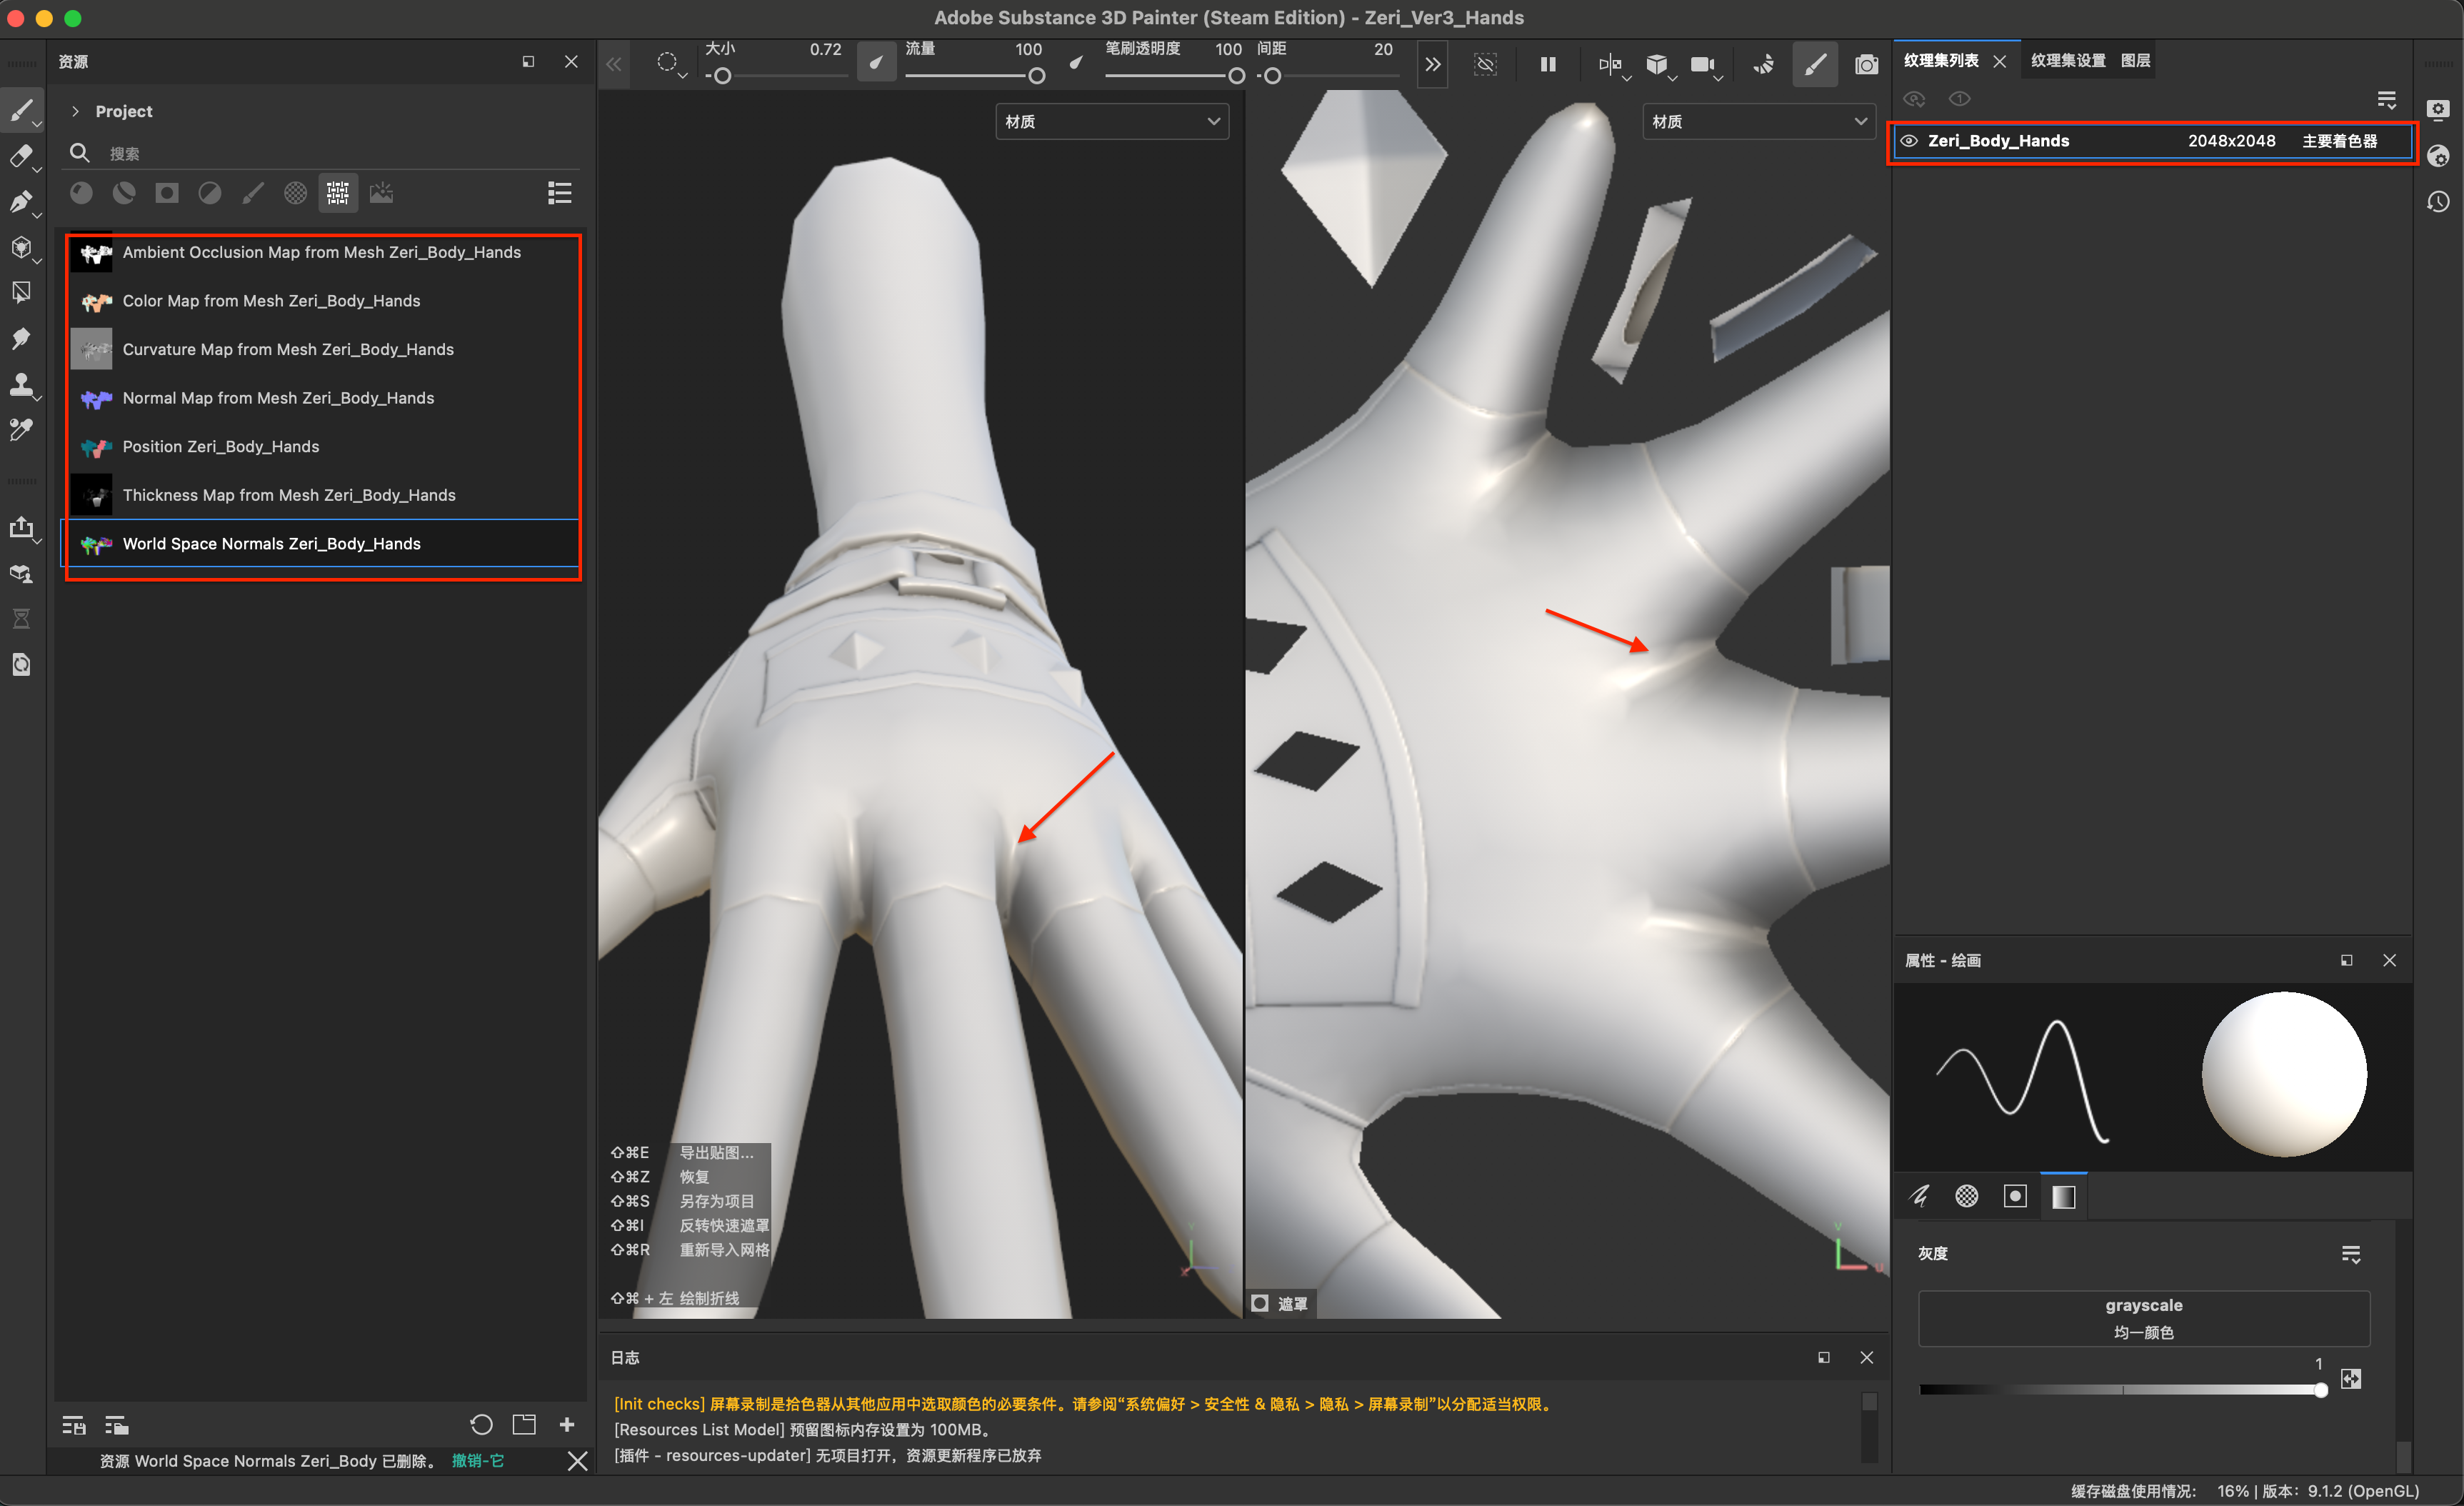 Adobe Substance 3D Painter (Steam Edition) - Zeri_Ver3_Hands
资源
大小 0.72
流量 100
笔刷透明度 100
间距 20
纹理集列表
纹理集设置
图层
Project
搜索
材质
材质
Zeri_Body_Hands 2048x2048 主要着色器
Ambient Occlusion Map from Mesh Zeri_Body_Hands
Color Map from Mesh Zeri_Body_Hands
Curvature Map from Mesh Zeri_Body_Hands
Normal Map from Mesh Zeri_Body_Hands
Position Zeri_Body_Hands
Thickness Map from Mesh Zeri_Body_Hands
World Space Normals Zeri_Body_Hands
属性 - 绘画
⇧⌘E 导出贴图...
⇧⌘Z 恢复
⇧⌘S 另存为项目
⇧⌘I 反转快速遮罩
⇧⌘R 重新导入网格
⇧⌘ + 左 绘制折线
遮罩
灰度
grayscale
均一颜色
1
日志
[Init checks] 屏幕录制是拾色器从其他应用中选取颜色的必要条件。请参阅“系统偏好 > 安全性 & 隐私 > 隐私 > 屏幕录制”以分配适当权限。
[Resources List Model] 预留图标内存设置为 100MB。
[插件 - resources-updater] 无项目打开，资源更新程序已放弃
资源 World Space Normals Zeri_Body 已删除。 撤销-它
缓存磁盘使用情况: 16% | 版本: 9.1.2 (OpenGL)